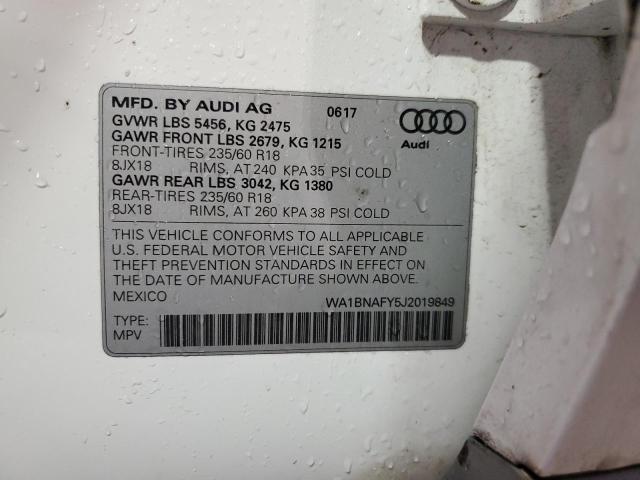 MFD. BY AUDI AG 0617
GVWR LBS 5456, KG 2475
GAWR FRONT LBS 2679, KG 1215
Audi
FRONT-TIRES 235/60 R18
8JX18 RIMS, AT 240 KPA 35 PSI COLD
GAWR REAR LBS 3042, KG 1380
REAR-TIRES 235/60 R18
8JX18 RIMS, AT 260 KPA 38 PSI COLD
THIS VEHICLE CONFORMS TO ALL APPLICABLE
U.S. FEDERAL MOTOR VEHICLE SAFETY AND
THEFT PREVENTION STANDARDS IN EFFECT ON
THE DATE OF MANUFACTURE SHOWN ABOVE.
MEXICO WA1BNAFY5J2019849
TYPE:
MPV